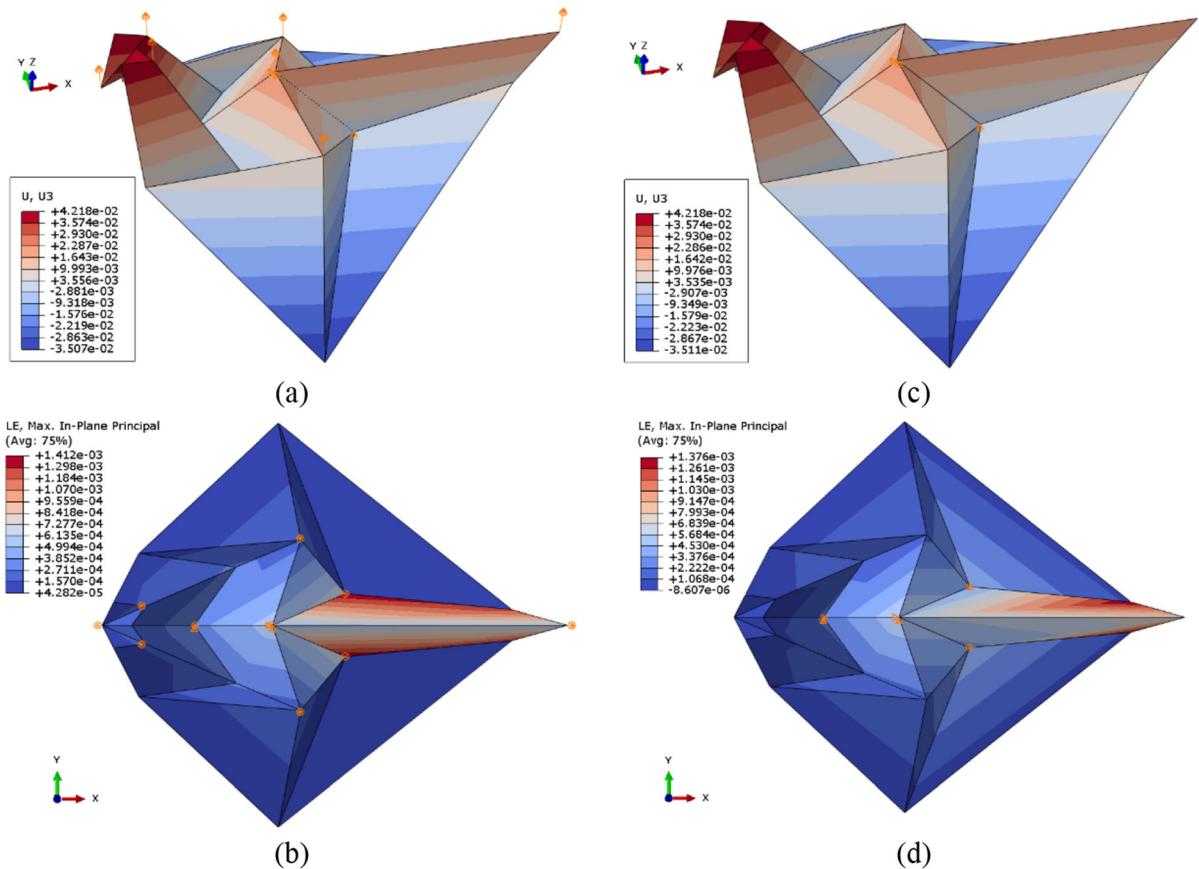 Y Z
X
U, U3
+4.218e-02
+3.574e-02
+2.930e-02
+2.287e-02
+1.643e-02
+9.993e-03
+3.556e-03
-2.881e-03
-9.318e-03
-1.576e-02
-2.219e-02
-2.863e-02
-3.507e-02
(a)
Y Z
X
U, U3
+4.218e-02
+3.574e-02
+2.930e-02
+2.286e-02
+1.642e-02
+9.976e-03
+3.535e-03
-2.907e-03
-9.349e-03
-1.579e-02
-2.223e-02
-2.867e-02
-3.511e-02
(c)
LE, Max. In-Plane Principal
(Avg: 75%)
+1.412e-03
+1.298e-03
+1.184e-03
+1.070e-03
+9.559e-04
+8.418e-04
+7.277e-04
+6.135e-04
+4.994e-04
+3.852e-04
+2.711e-04
+1.570e-04
+4.282e-05
Y
X
(b)
LE, Max. In-Plane Principal
(Avg: 75%)
+1.376e-03
+1.261e-03
+1.145e-03
+1.030e-03
+9.147e-04
+7.993e-04
+6.839e-04
+5.684e-04
+4.530e-04
+3.376e-04
+2.222e-04
+1.068e-04
-8.607e-06
Y
X
(d)